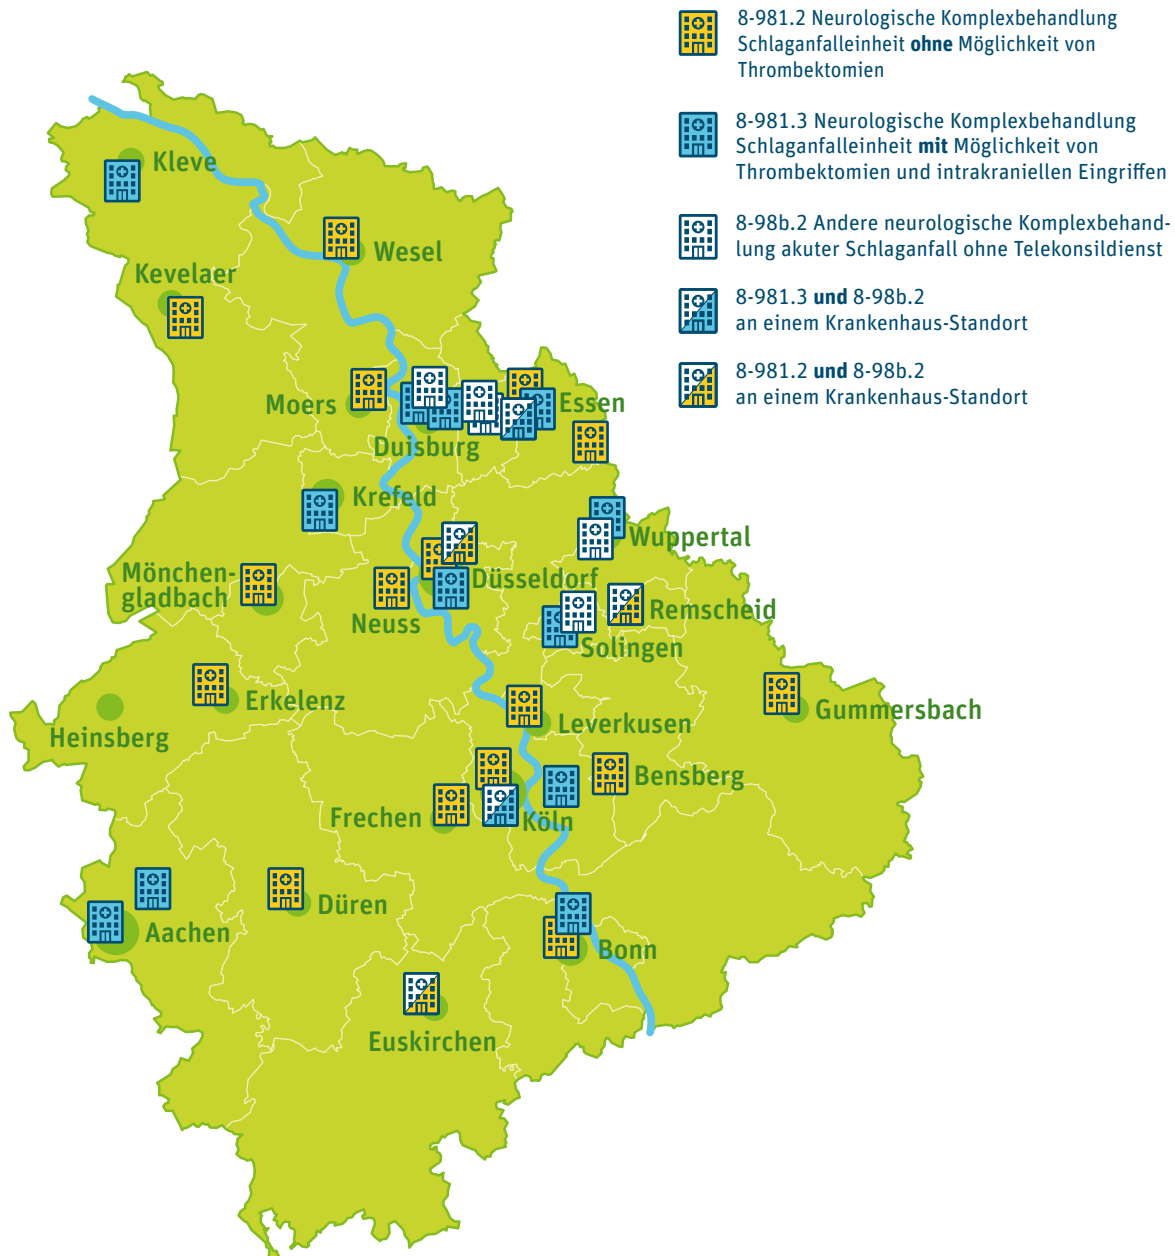 8-981.2 Neurologische Komplexbehandlung
Schlaganfalleinheit ohne Möglichkeit von
Thrombektomien
8-981.3 Neurologische Komplexbehandlung
Schlaganfalleinheit mit Möglichkeit von
Thrombektomien und intrakraniellen Eingriffen
8-98b.2 Andere neurologische Komplexbehand-
lung akuter Schlaganfall ohne Telekonsildienst
8-981.3 und 8-98b.2
an einem Krankenhaus-Standort
8-981.2 und 8-98b.2
an einem Krankenhaus-Standort
Kleve
Wesel
Kevelaer
Moers
Essen
Duisburg
Krefeld
Wuppertal
Mönchen-
gladbach
Düsseldorf
Neuss
Remscheid
Solingen
Erkelenz
Heinsberg
Leverkusen
Gummersbach
Bensberg
Frechen
Köln
Düren
Aachen
Bonn
Euskirchen